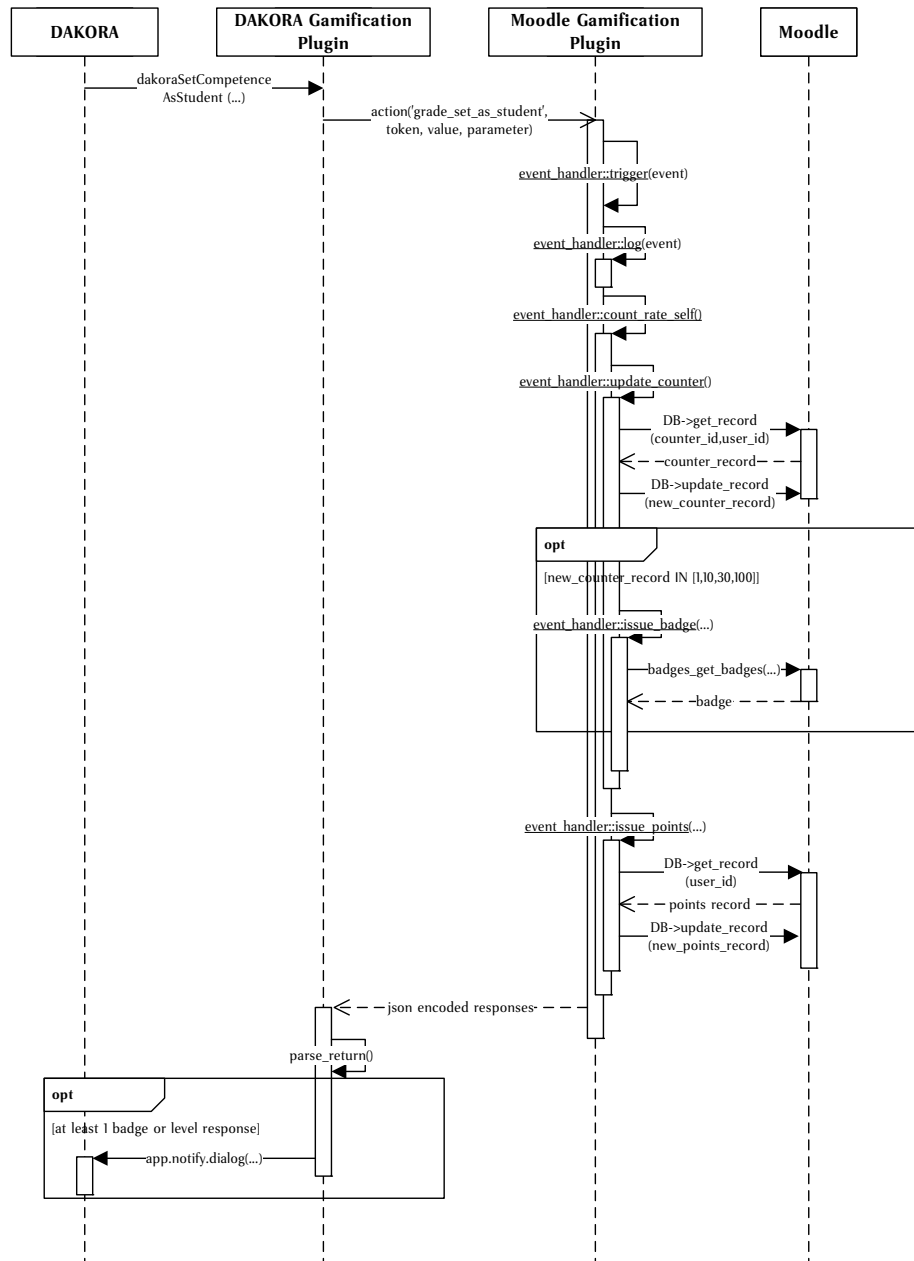 DAKORA
DAKORA Gamification
Plugin
Moodle Gamification
Plugin
Moodle
dakoraSetCompetence
AsStudent (...)
action('grade_set_as_student',
token, value, parameter)
event_handler::trigger(event)
event_handler::log(event)
event_handler::count_rate_self()
event_handler::update_counter()
DB->get_record
(counter_id,user_id)
counter_record
DB->update_record
(new_counter_record)
opt
[new_counter_record IN [1,10,30,100]]
event_handler::issue_badge(...)
badges_get_badges(...)
badge
event_handler::issue_points(...)
DB->get_record
(user_id)
points record
DB->update_record
(new_points_record)
json encoded responses
parse_return()
opt
[at least 1 badge or level response]
app.notify.dialog(...)